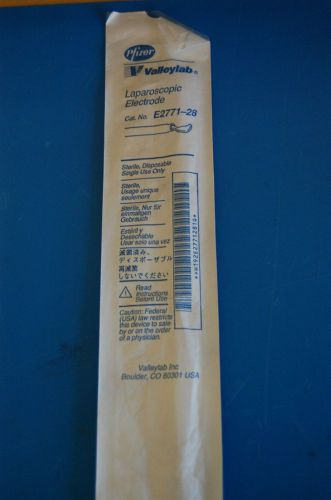 Pfizer
Valleylab®
Laparoscopic
Electrode
Cat. No. E2771-28
Sterile, Disposable
Single Use Only
Stérile,
Usage unique
seulement
Sterile, Nur für
einmaligen
Gebrauch
Estéril y
Desechable
Usar solo una vez
滅菌済み、
ディスポーザブル
再滅菌
しないでください
Read
Instructions
Before Use
Caution: Federal
(USA) law restricts
this device to sale
by or on the order
of a physician.
Valleylab Inc
Boulder, CO 80301 USA